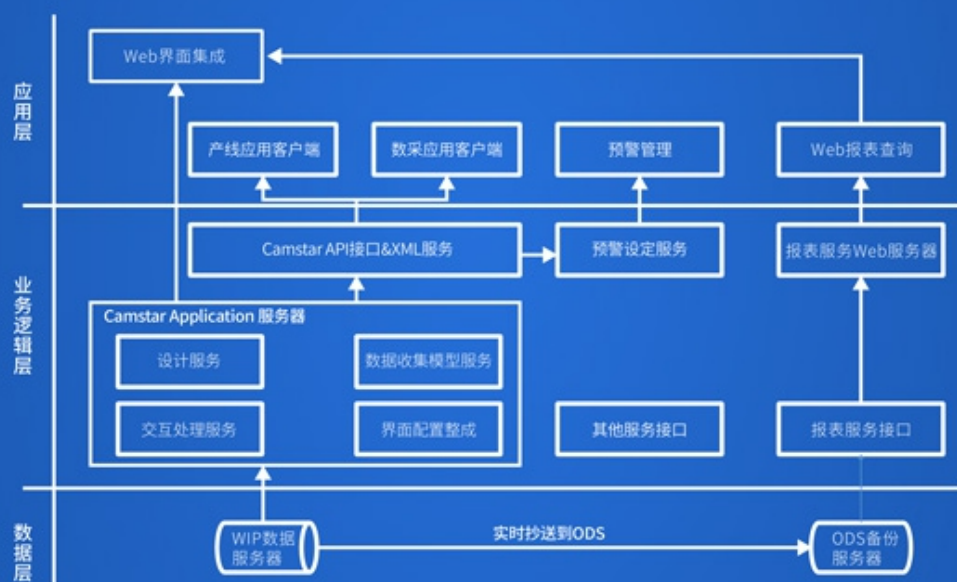 Web界面集成
应用层
产线应用客户端
数采应用客户端
预警管理
Web报表查询
Camstar API接口&XML服务
预警设定服务
报表服务Web服务器
业务逻辑层
Camstar Application 服务器
设计服务
数据收集模型服务
交互处理服务
界面配置整成
其他服务接口
报表服务接口
数据层
WIP数据
服务器
实时抄送到ODS
ODS备份
服务器